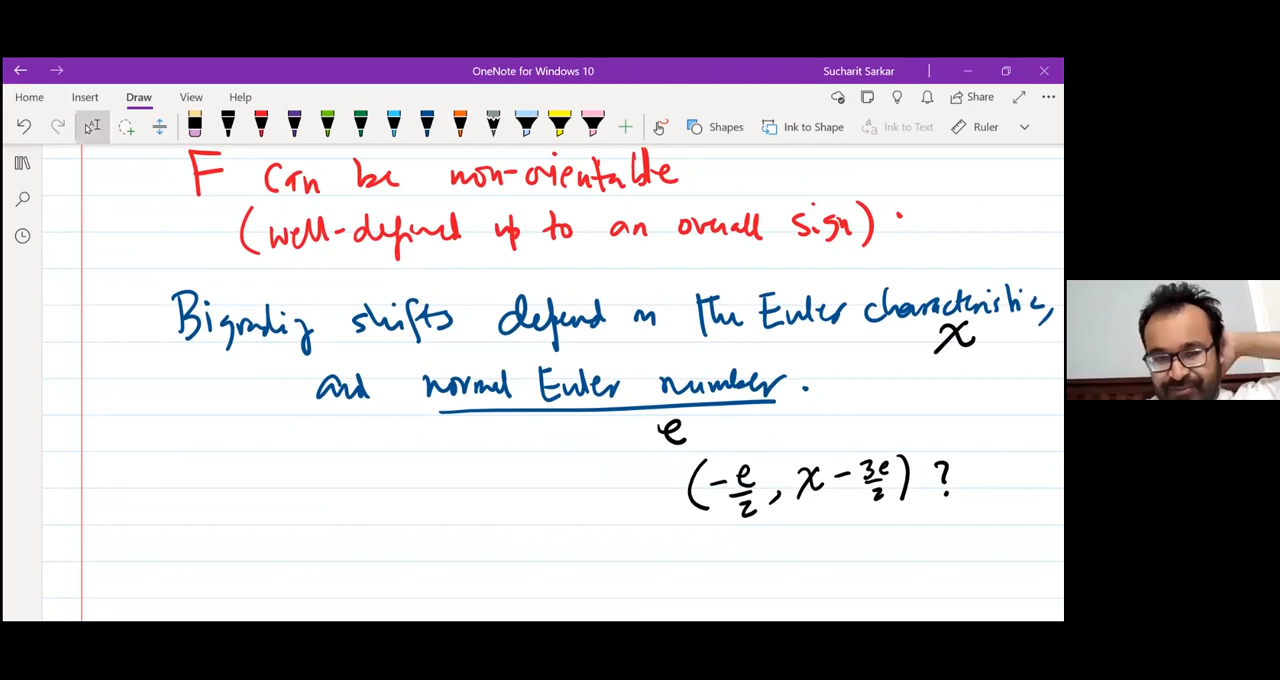 OneNote for Windows 10
Sucharit Sarkar
Home Insert Draw View Help
Share
Shapes
Ink to Shape
Ink to Text
Ruler
F can be non-orientable
(well-defined up to an overall sign).
Bigrading shifts depend on the Euler characteristic,
χ
and normal Euler number.
e
(-e/2, χ - 3e/2) ?